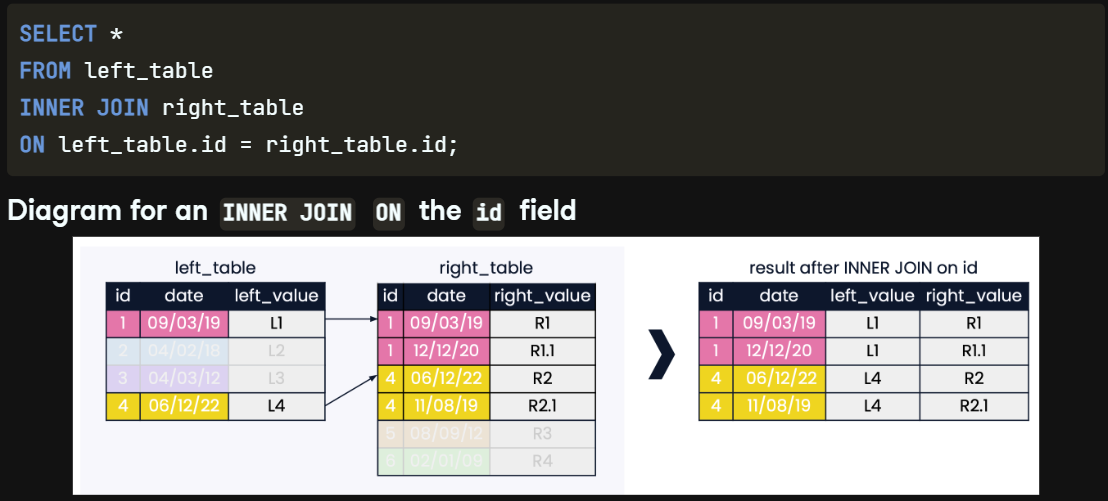 SELECT *
FROM left_table
INNER JOIN right_table
ON left_table.id = right_table.id;
Diagram for an INNER JOIN ON the id field
left_table
id date left_value
1 09/03/19 L1
2 04/02/18 L2
3 04/03/12 L3
4 06/12/22 L4
right_table
id date right_value
1 09/03/19 R1
1 12/12/20 R1.1
4 06/12/22 R2
4 11/08/19 R2.1
5 08/09/12 R3
6 02/01/09 R4
result after INNER JOIN on id
id date left_value right_value
1 09/03/19 L1 R1
1 12/12/20 L1 R1.1
4 06/12/22 L4 R2
4 11/08/19 L4 R2.1